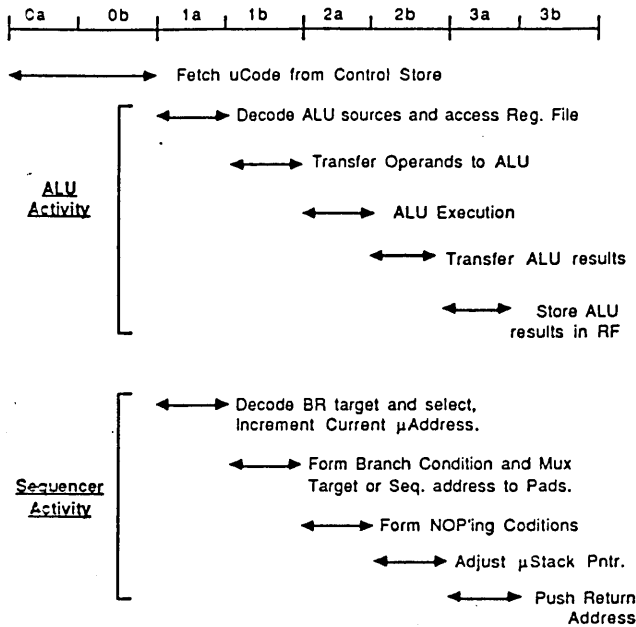 Ca 0b 1a 1b 2a 2b 3a 3b
Fetch uCode from Control Store
Decode ALU sources and access Reg. File
Transfer Operands to ALU
ALU
Activity
ALU Execution
Transfer ALU results
Store ALU
results in RF
Decode BR target and select,
Increment Current µAddress.
Form Branch Condition and Mux
Target or Seq. address to Pads.
Sequencer
Activity
Form NOP'ing Coditions
Adjust µStack Pntr.
Push Return
Address